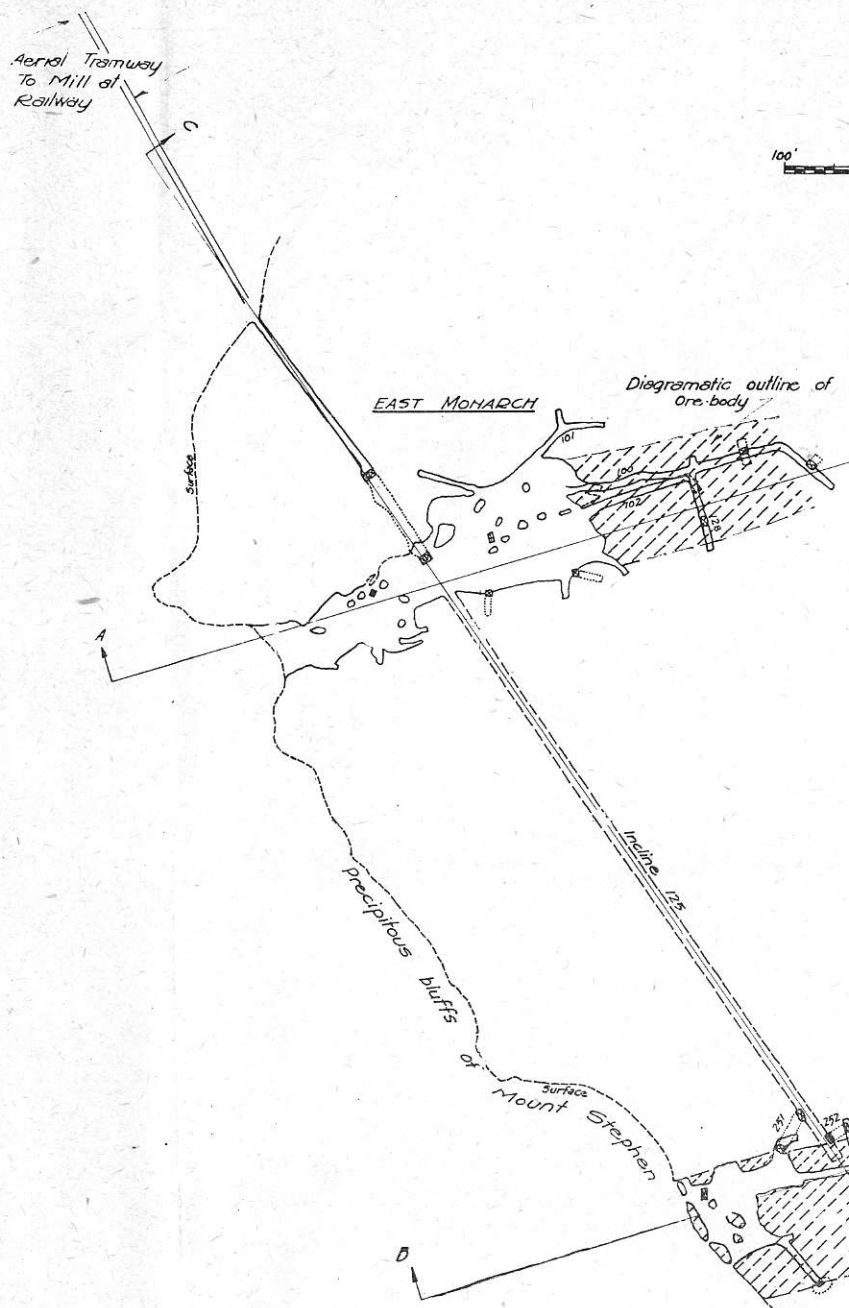 Aerial Tramway
To Mill at
Railway
C
100'
EAST MONARCH
Diagramatic outline of
Ore-body
101
100
102
128
Surface
A
Incline 125
Precipitous bluffs
of
Mount Stephen
Surface
251
252
B